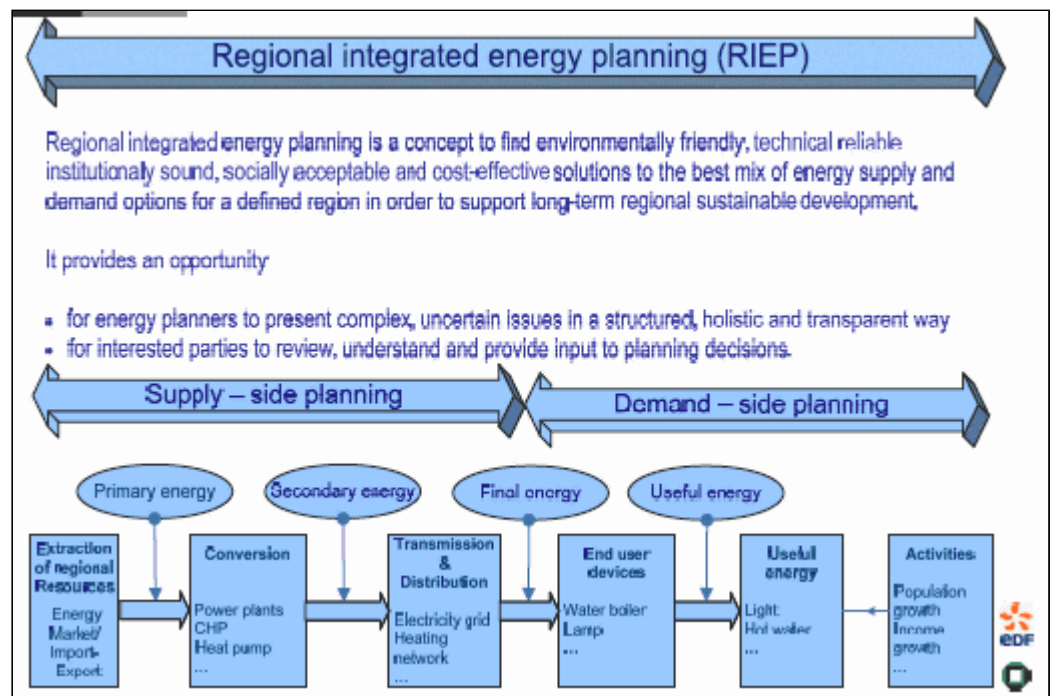 Regional integrated energy planning (RIEP)
Regional integrated energy planning is a concept to find environmentally friendly, technical reliable
institutionally sound, socially acceptable and cost-effective solutions to the best mix of energy supply and
demand options for a defined region in order to support long-term regional sustainable development.
It provides an opportunity
• for energy planners to present complex, uncertain issues in a structured, holistic and transparent way
• for interested parties to review, understand and provide input to planning decisions.
Supply – side planning
Demand – side planning
Primary energy
Secondary energy
Final energy
Useful energy
Extraction
of regional
Resources
Energy
Market/
Import-
Export
Conversion
Power plants
CHP
Heat pump
...
Transmission
&
Distribution
Electricity grid
Heating
network
...
End user
devices
Water boiler
Lamp
...
Useful
energy
Light
Hot water
...
Activities
Population
growth
Income
growth
...
eDF